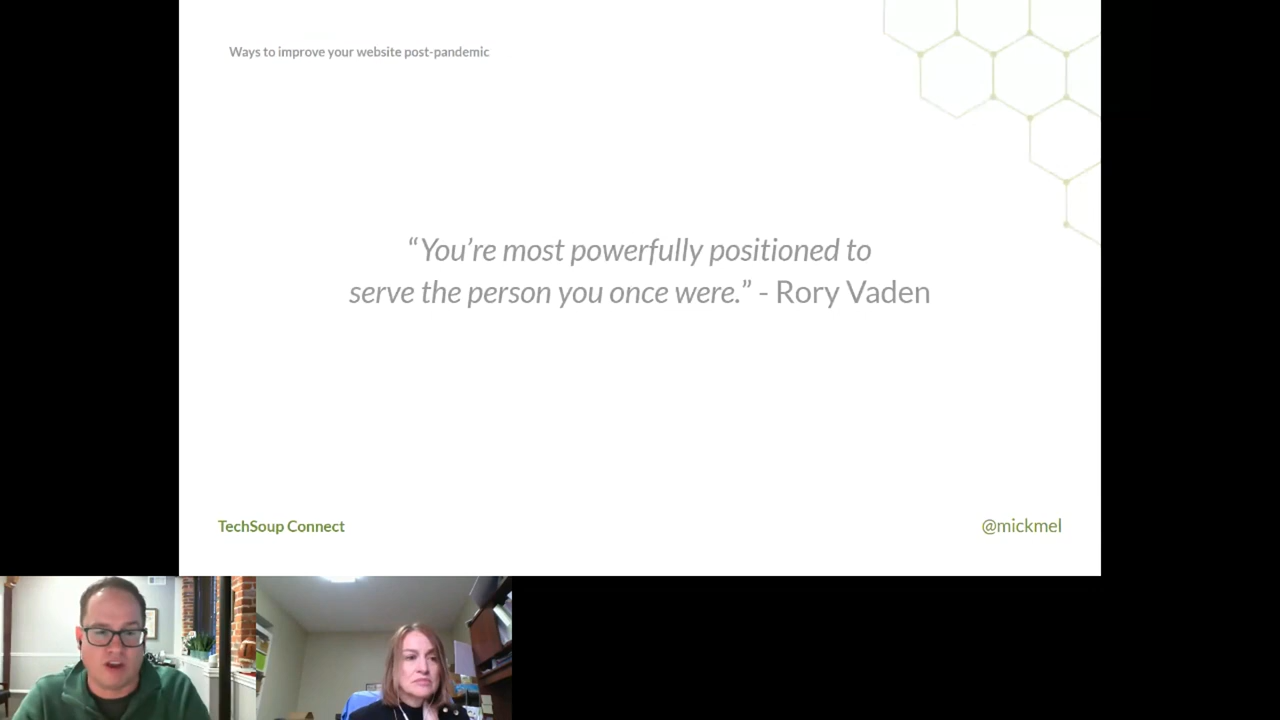 Ways to improve your website post-pandemic
“You’re most powerfully positioned to
serve the person you once were.” - Rory Vaden
TechSoup Connect
@mickmel